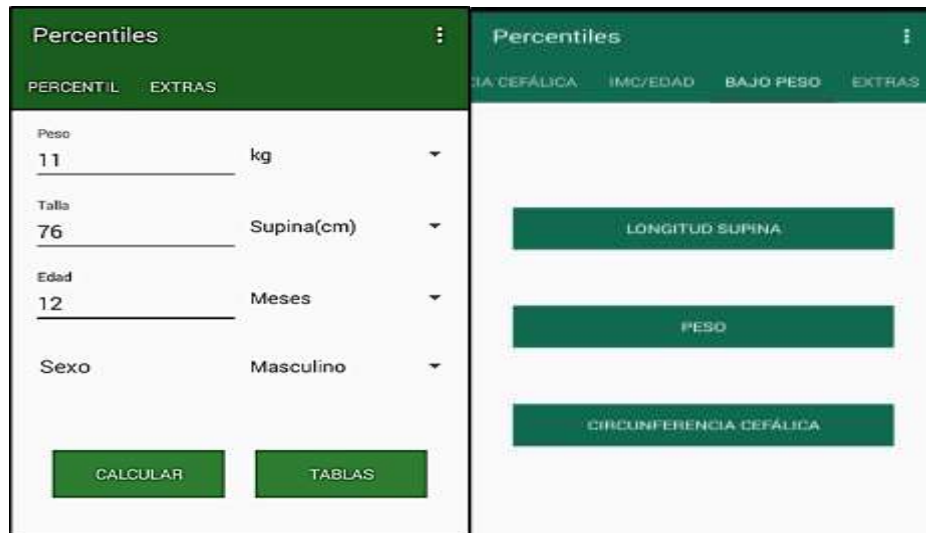 Percentiles
PERCENTIL EXTRAS
Peso
11 kg
Talla
76 Supina(cm)
Edad
12 Meses
Sexo Masculino
CALCULAR TABLAS
Percentiles
IA CEFÁLICA IMC/EDAD BAJO PESO EXTRAS
LONGITUD SUPINA
PESO
CIRCUNFERENCIA CEFÁLICA